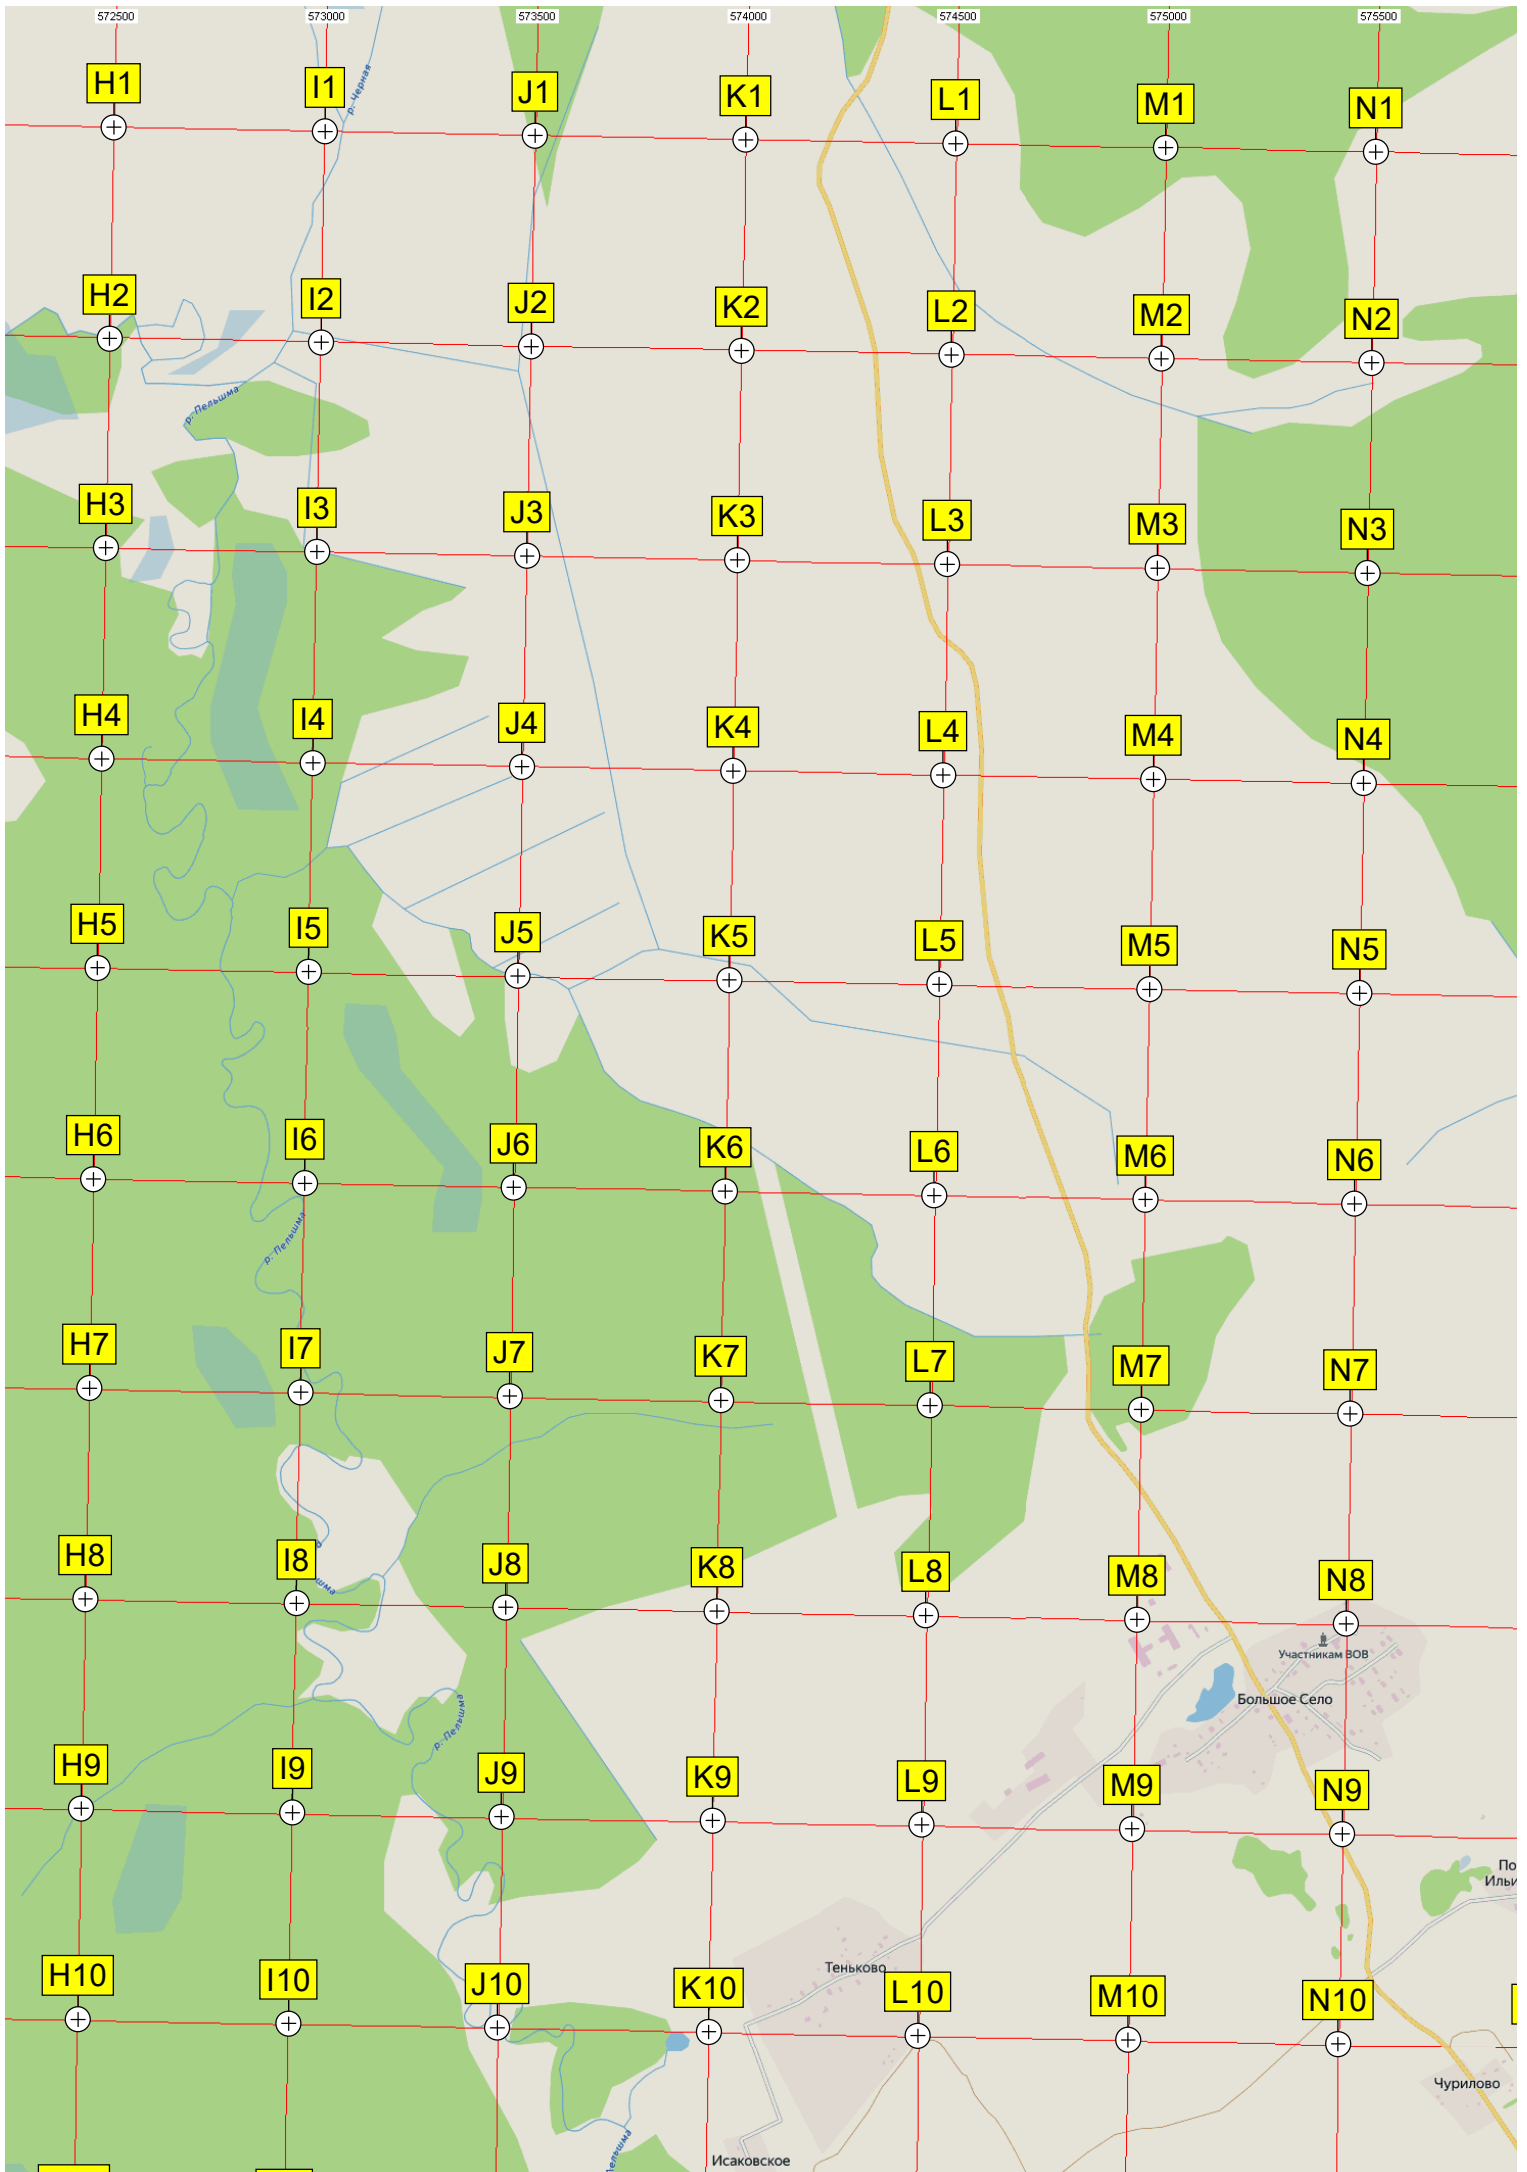 572500 573000 573500 574000 574500 575000 575500
р. Черная
H1 I1 J1 K1 L1 M1 N1
H2 I2 J2 K2 L2 M2 N2
р. Пельшма
H3 I3 J3 K3 L3 M3 N3
H4 I4 J4 K4 L4 M4 N4
H5 I5 J5 K5 L5 M5 N5
H6 I6 J6 K6 L6 M6 N6
р. Пельшма
H7 I7 J7 K7 L7 M7 N7
H8 I8 J8 K8 L8 M8 N8
Участникам ВОВ
Большое Село
р. Пельшма
H9 I9 J9 K9 L9 M9 N9
По
Ильи
Теньково
H10 I10 J10 K10 L10 M10 N10
Чурилово
Исаковское